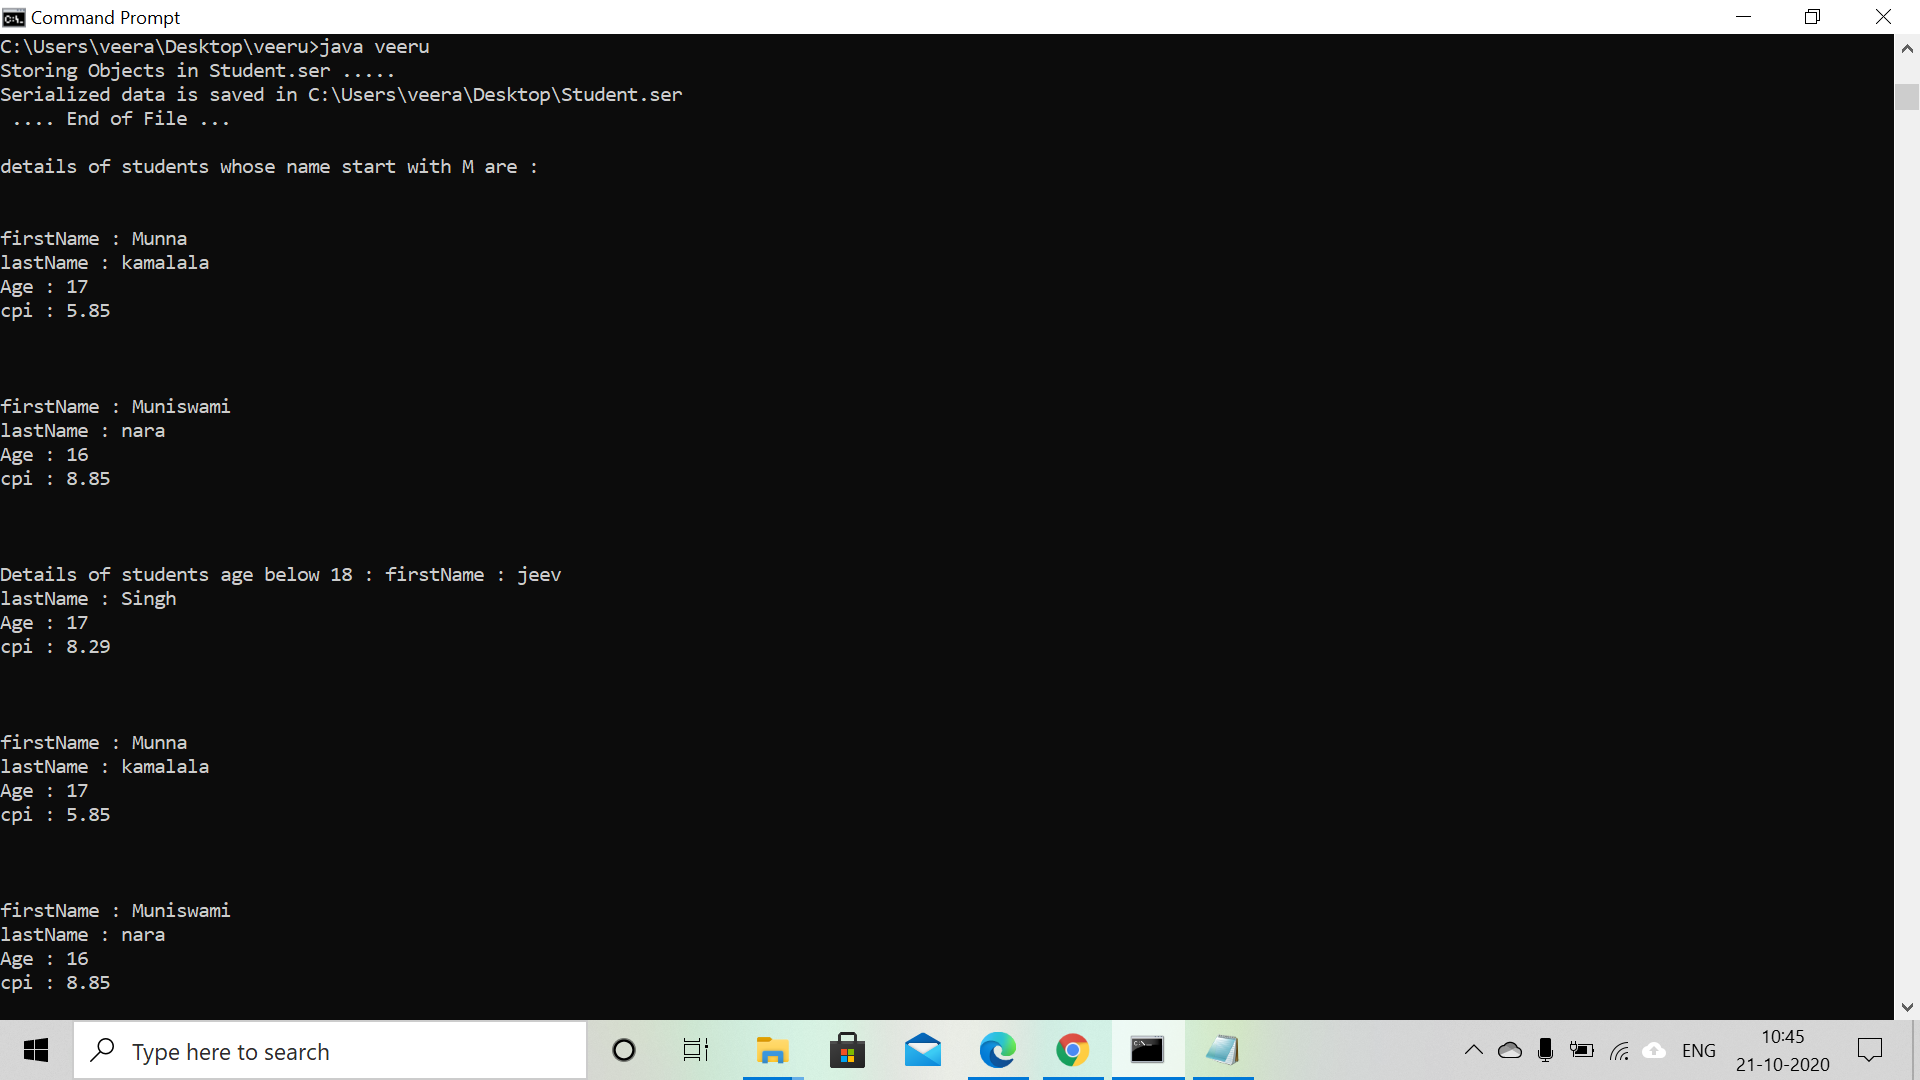 Command Prompt
C:\Users\veera\Desktop\veeru>java veeru
Storing Objects in Student.ser .....
Serialized data is saved in C:\Users\veera\Desktop\Student.ser
.... End of File ...
details of students whose name start with M are :
firstName : Munna
lastName : kamalala
Age : 17
cpi : 5.85
firstName : Muniswami
lastName : nara
Age : 16
cpi : 8.85
Details of students age below 18 : firstName : jeev
lastName : Singh
Age : 17
cpi : 8.29
firstName : Munna
lastName : kamalala
Age : 17
cpi : 5.85
firstName : Muniswami
lastName : nara
Age : 16
cpi : 8.85
Type here to search
ENG
10:45
21-10-2020